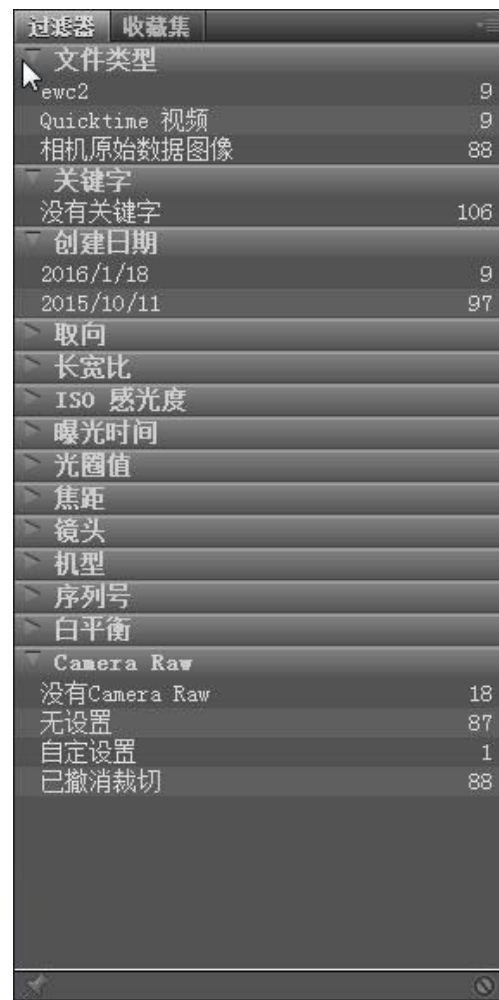 过滤器 收藏集
文件类型
ewc2 9
Quicktime 视频 9
相机原始数据图像 88
关键字
没有关键字 106
创建日期
2016/1/18 9
2015/10/11 97
取向
长宽比
ISO 感光度
曝光时间
光圈值
焦距
镜头
机型
序列号
白平衡
Camera Raw
没有Camera Raw 18
无设置 87
自定设置 1
已撤消裁切 88